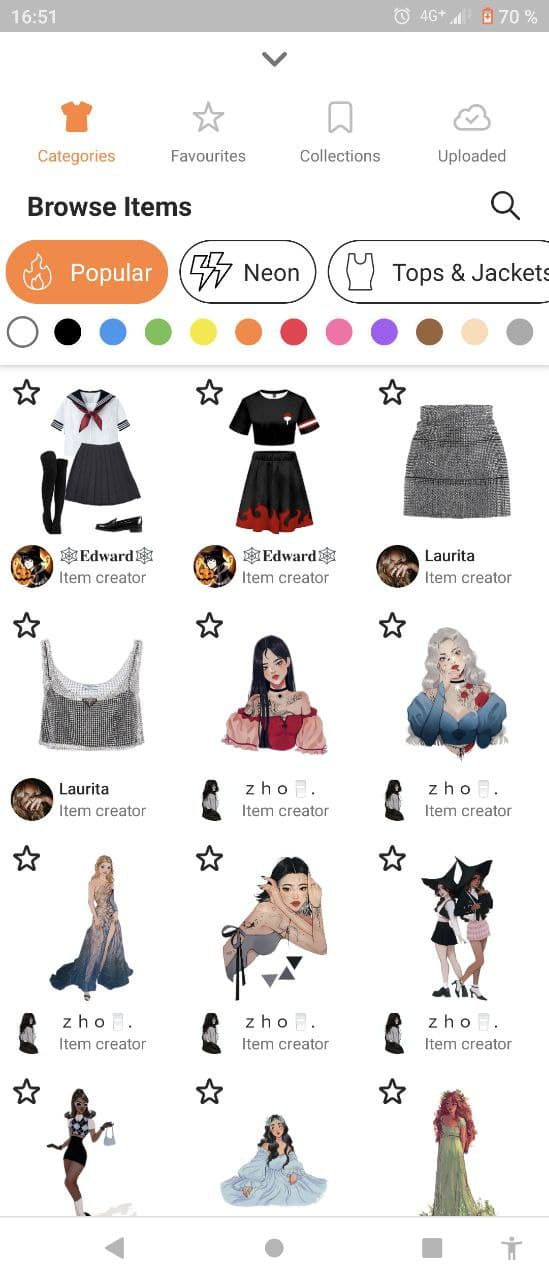 16:51 4G+ 70 %
Categories Favourites Collections Uploaded
Browse Items
Popular Neon Tops & Jackets
🕸Edward🕸 🕸Edward🕸 Laurita
Item creator Item creator Item creator
Laurita z h o🥛. z h o🥛.
Item creator Item creator Item creator
z h o🥛. z h o🥛. z h o🥛.
Item creator Item creator Item creator